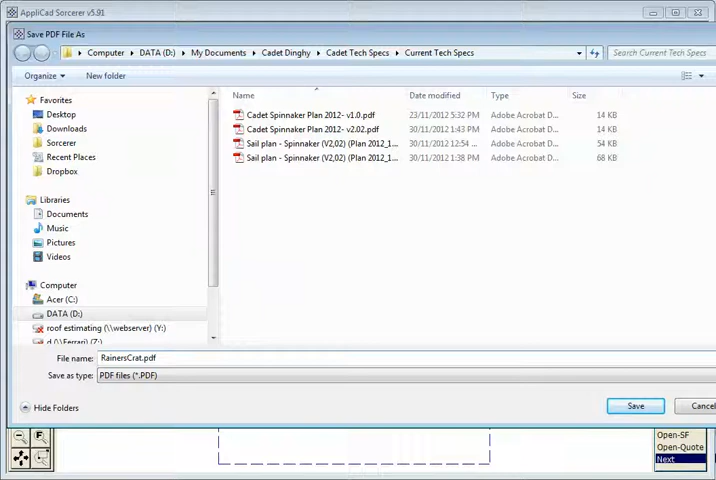 AppliCad Sorcerer v5.91
Save PDF File As
Computer ▸ DATA (D:) ▸ My Documents ▸ Cadet Dinghy ▸ Cadet Tech Specs ▸ Current Tech Specs
Search Current Tech Specs
Organize New folder
Favorites
Desktop
Downloads
Sorcerer
Recent Places
Dropbox
Libraries
Documents
Music
Pictures
Videos
Computer
Acer (C:)
DATA (D:)
roof estimating (\\webserver) (Y:)
d (\\Ferrari) (Z:)
Name Date modified Type Size
Cadet Spinnaker Plan 2012- v1.0.pdf 23/11/2012 5:32 PM Adobe Acrobat D... 14 KB
Cadet Spinnaker Plan 2012- v2.02.pdf 30/11/2012 1:43 PM Adobe Acrobat D... 14 KB
Sail plan - Spinnaker (V2,02) (Plan 2012_1... 30/11/2012 12:54 ... Adobe Acrobat D... 54 KB
Sail plan - Spinnaker (V2,02) (Plan 2012_1... 30/11/2012 1:38 PM Adobe Acrobat D... 68 KB
File name: RainersCrat.pdf
Save as type: PDF files (*.PDF)
Hide Folders Save Cancel
F
Open-SF
Open-Quote
Next